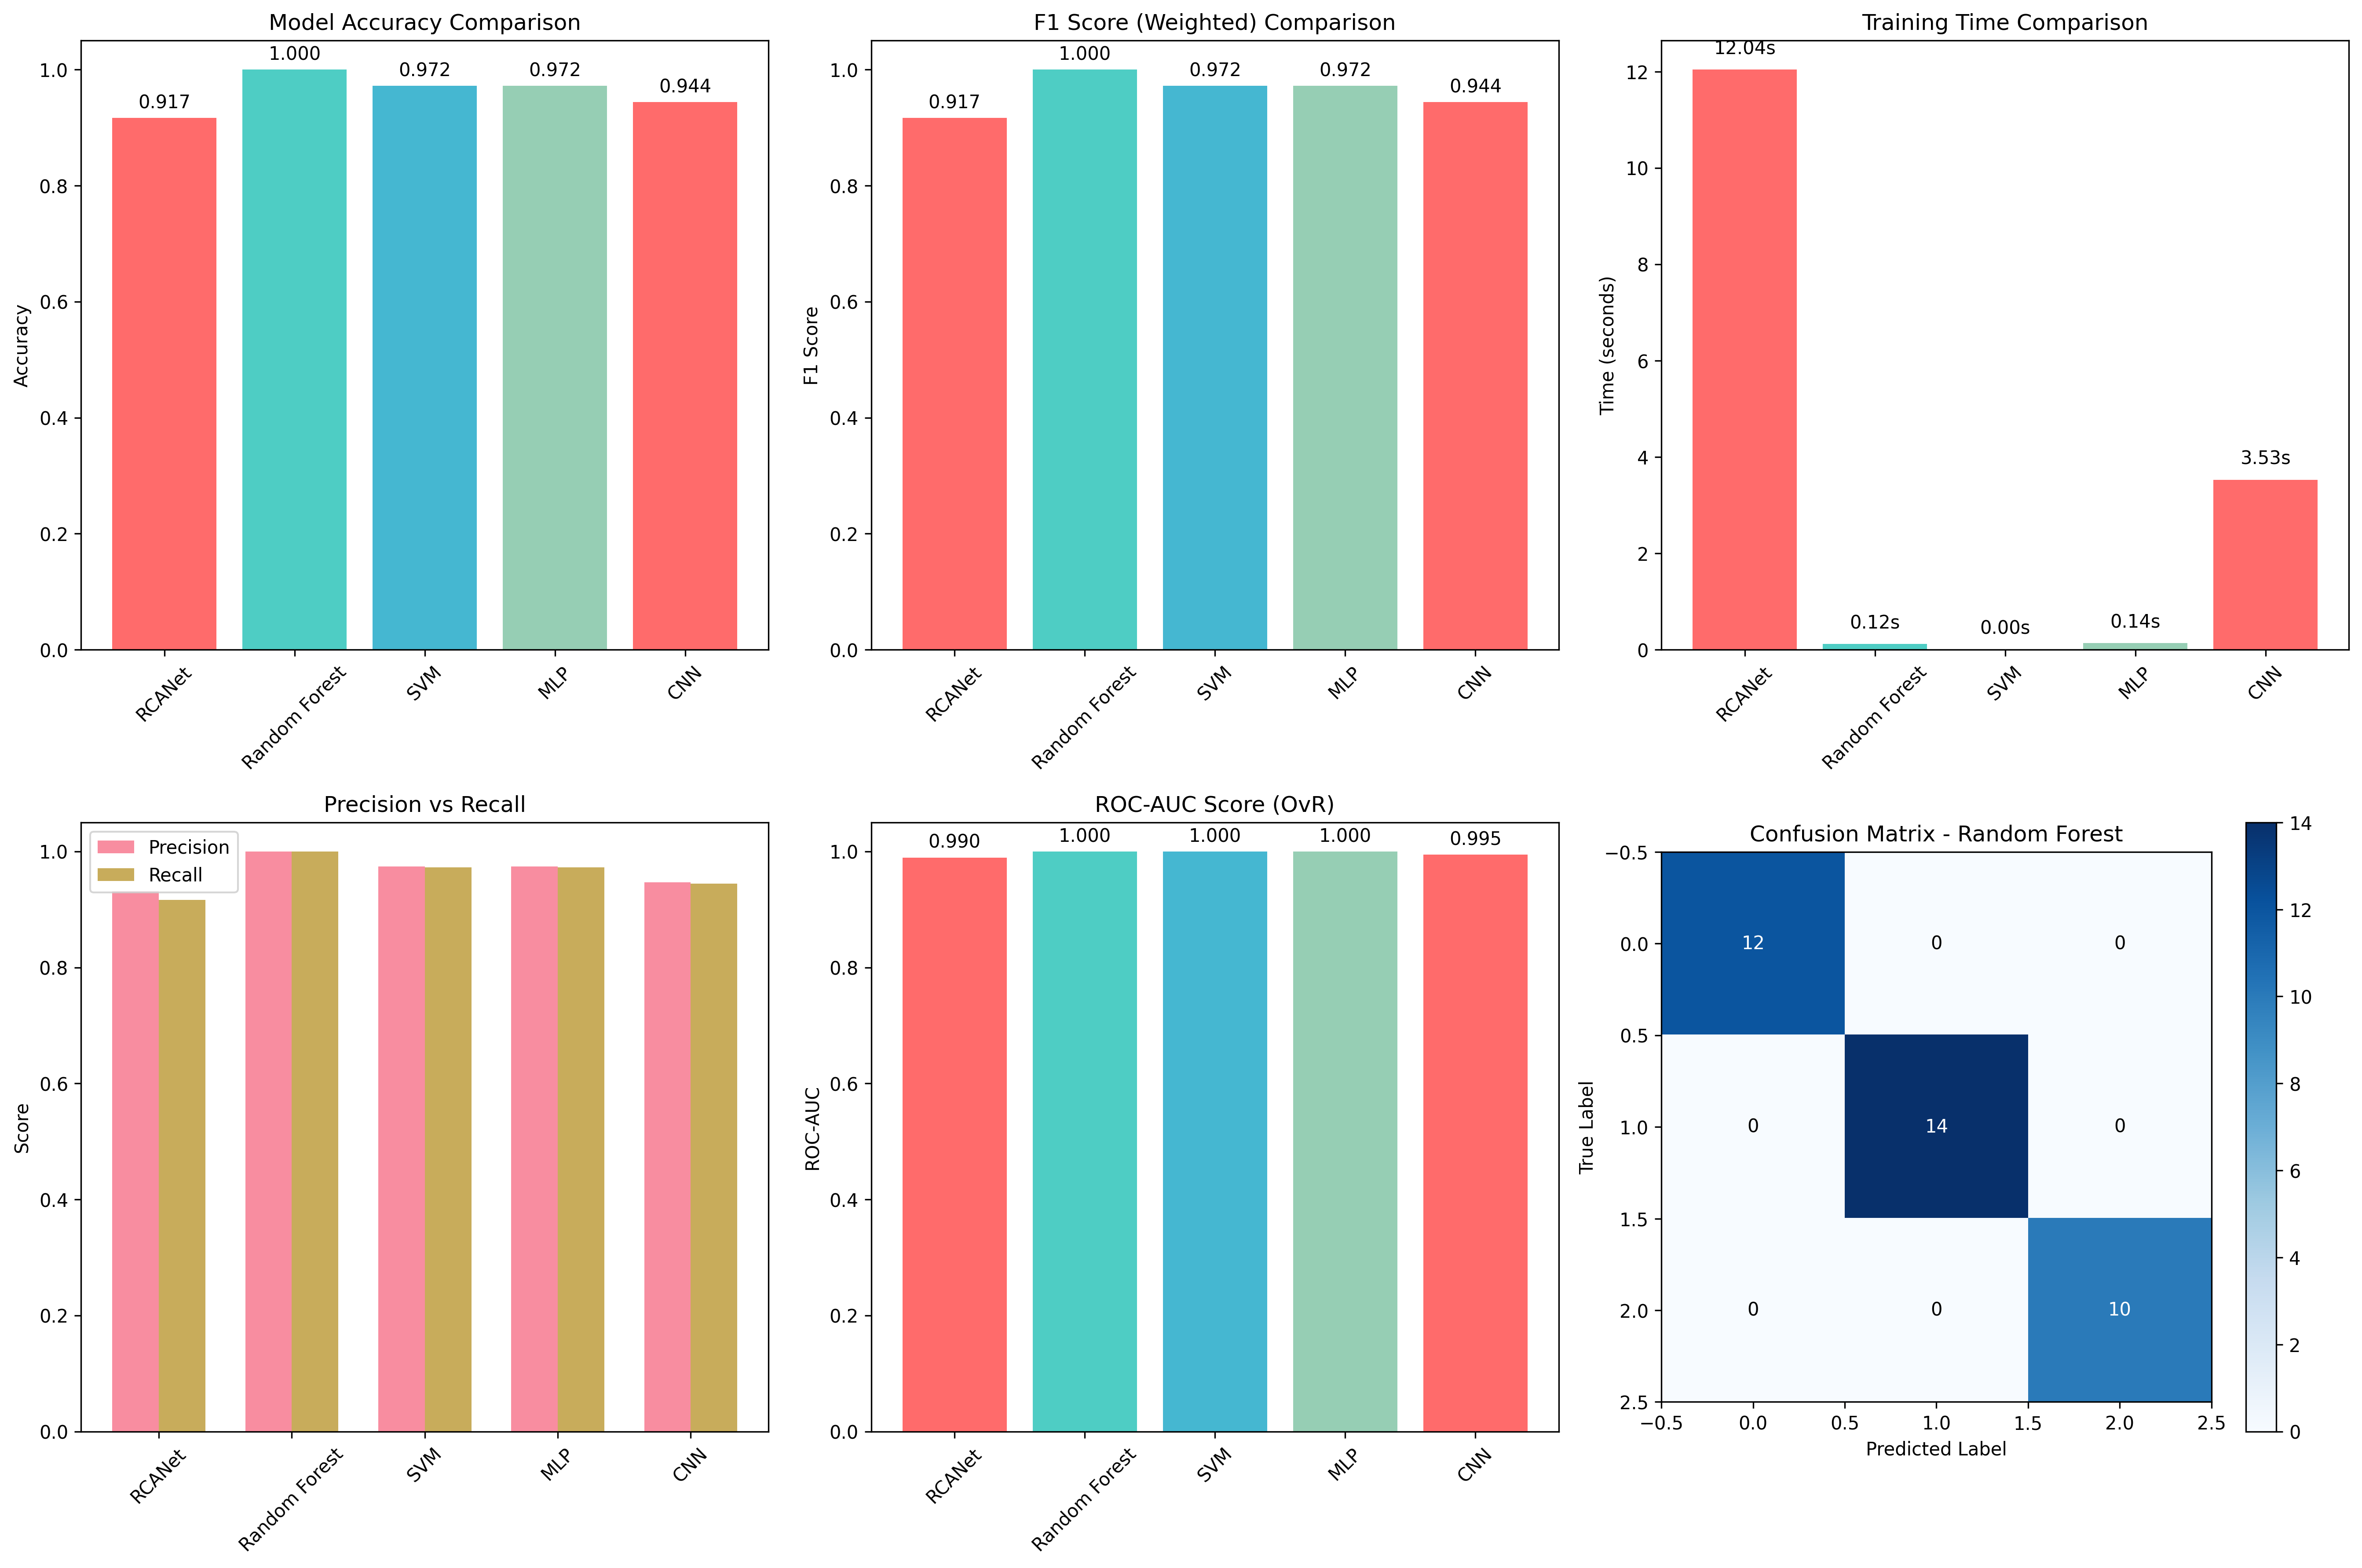 Model Accuracy Comparison
1.000
0.972
0.972
0.944
0.917
1.0
0.8
0.6
0.4
0.2
0.0
Accuracy
RCANet
Random Forest
SVM
MLP
CNN
F1 Score (Weighted) Comparison
1.000
0.972
0.972
0.944
0.917
1.0
0.8
0.6
0.4
0.2
0.0
F1 Score
RCANet
Random Forest
SVM
MLP
CNN
Training Time Comparison
12.04s
0.12s
0.00s
0.14s
3.53s
12
10
8
6
4
2
0
Time (seconds)
RCANet
Random Forest
SVM
MLP
CNN
Precision vs Recall
Precision
Recall
1.0
0.8
0.6
0.4
0.2
0.0
Score
RCANet
Random Forest
SVM
MLP
CNN
ROC-AUC Score (OvR)
0.990
1.000
1.000
1.000
0.995
1.0
0.8
0.6
0.4
0.2
0.0
ROC-AUC
RCANet
Random Forest
SVM
MLP
CNN
Confusion Matrix - Random Forest
−0.5
0.0
0.5
1.0
1.5
2.0
2.5
True Label
12 0 0
0 14 0
0 0 10
−0.5 0.0 0.5 1.0 1.5 2.0 2.5
Predicted Label
14
12
10
8
6
4
2
0